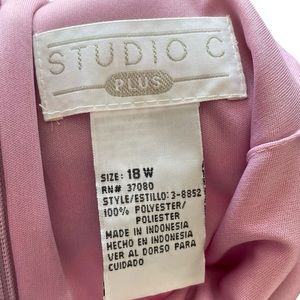 STUDIO C
PLUS
SIZE: 18 W
RN# 37080
STYLE/ESTILLO: 3-8852
100% POLYESTER/
POLIESTER
MADE IN INDONESIA
HECHO EN INDONESIA
VER AL DORSO PARA
CUIDADO